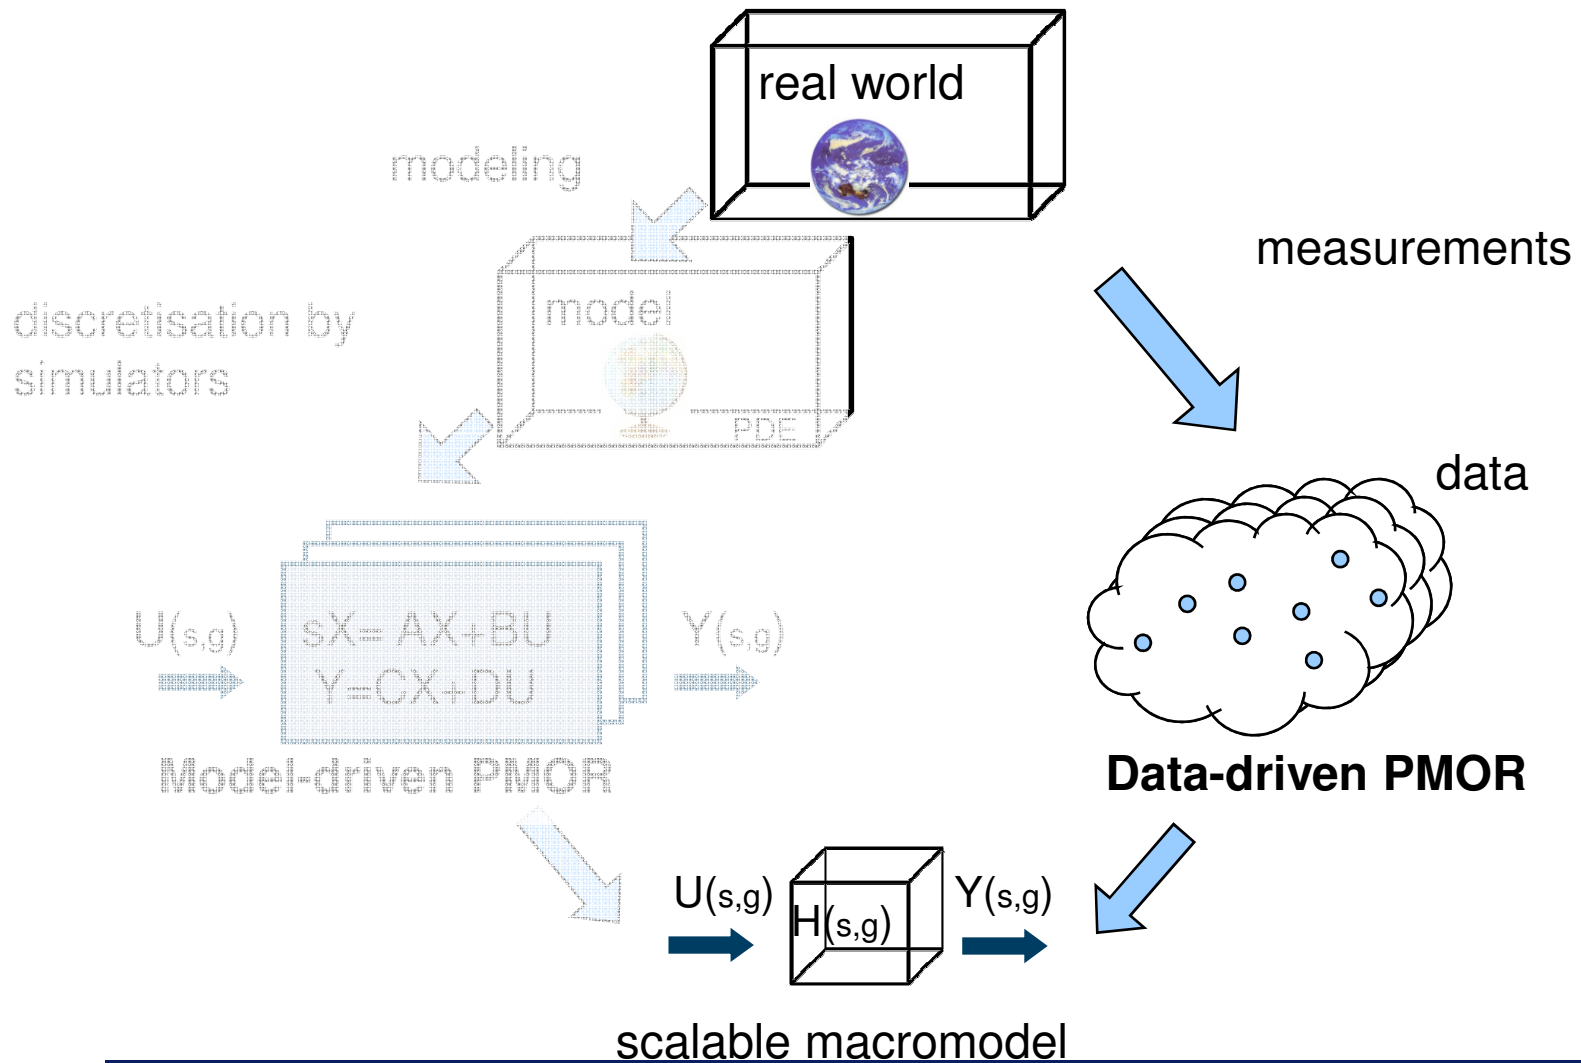 real world
modeling
measurements
model
discretisation by
simulators
PDE
data
U(s,g)
sX=AX+BU
Y=CX+DU
Y(s,g)
Model-driven PMOR
Data-driven PMOR
U(s,g)
H(s,g)
Y(s,g)
scalable macromodel